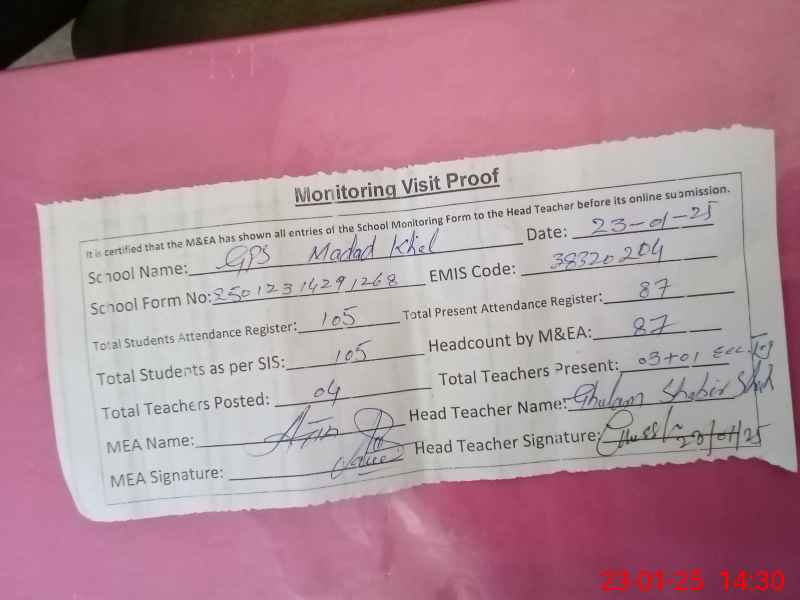 Monitoring Visit Proof
It is certified that the M&EA has shown all entries of the School Monitoring Form to the Head Teacher before its online submission.
School Name: GPS Madad Khel Date: 23-01-25
School Form No: 25012314291268 EMIS Code: 38320204
Total Students Attendance Register: 105 Total Present Attendance Register: 87
Total Students as per SIS: 105 Headcount by M&EA: 87
Total Teachers Posted: 04 Total Teachers Present: 03+01
MEA Name: Head Teacher Name: Ghulam Shabir Shah
MEA Signature: Head Teacher Signature: 23/01/25
23-01-25 14:30